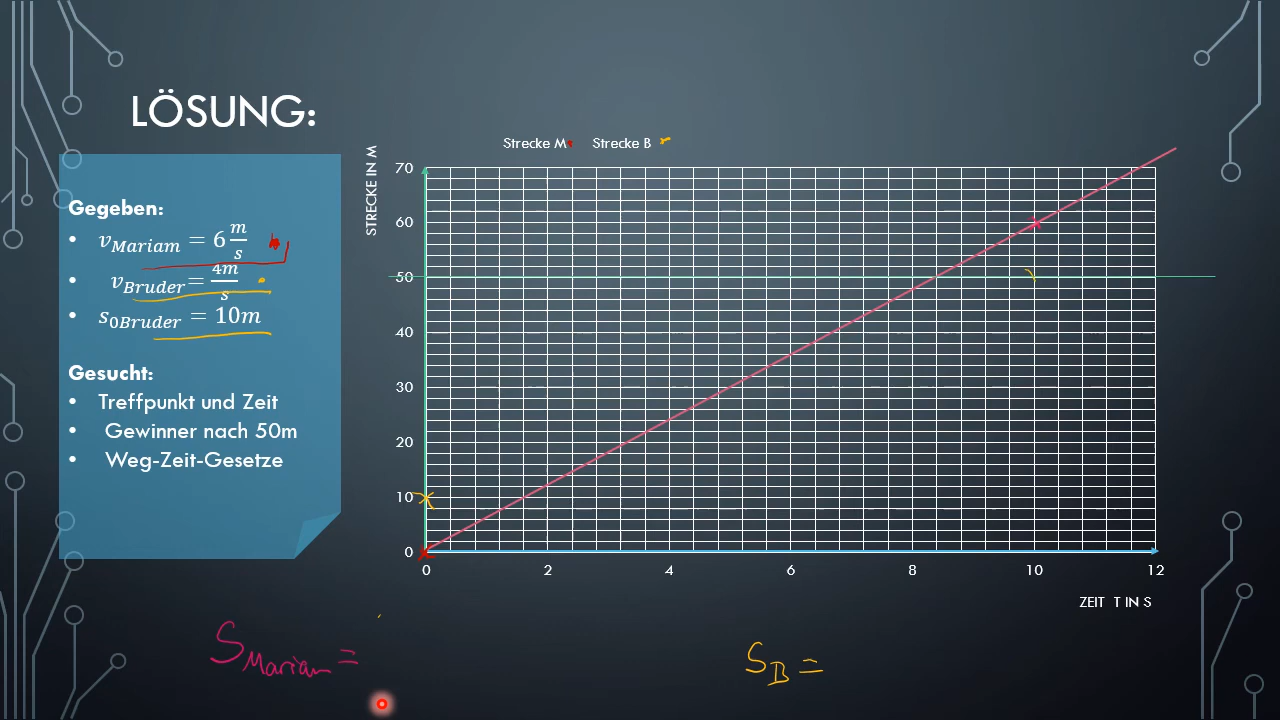 LÖSUNG:
Gegeben:
• v_Mariam = 6 m/s
• v_Bruder = 4m/s
• s_0Bruder = 10m
Gesucht:
• Treffpunkt und Zeit
• Gewinner nach 50m
• Weg-Zeit-Gesetze
Strecke M Strecke B
STRECKE IN M
70
60
50
40
30
20
10
0
0 2 4 6 8 10 12
ZEIT T IN S
S_Mariam =
S_B =